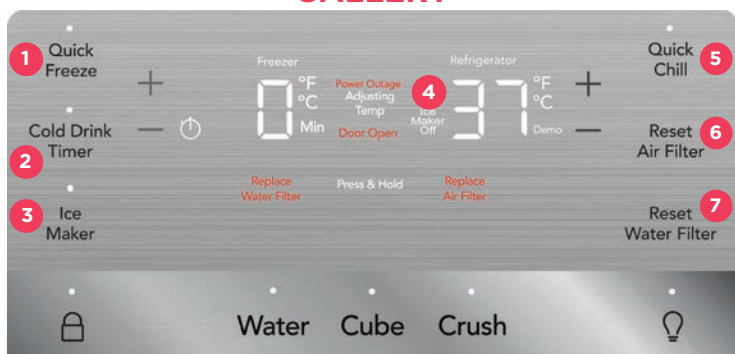 1 Quick
Freeze
Freezer
Refrigerator
Quick
Chill 5
+
0 °F
°C
Min
Power Outage
Adjusting
Temp
Door Open
4
Ice
Maker
Off
37 °F
°C
Demo
+
Cold Drink
Timer
2
—
—
Reset
Air Filter
6
Replace
Water Filter
Press & Hold
Replace
Air Filter
3 Ice
Maker
Reset
Water Filter
7
Water Cube Crush